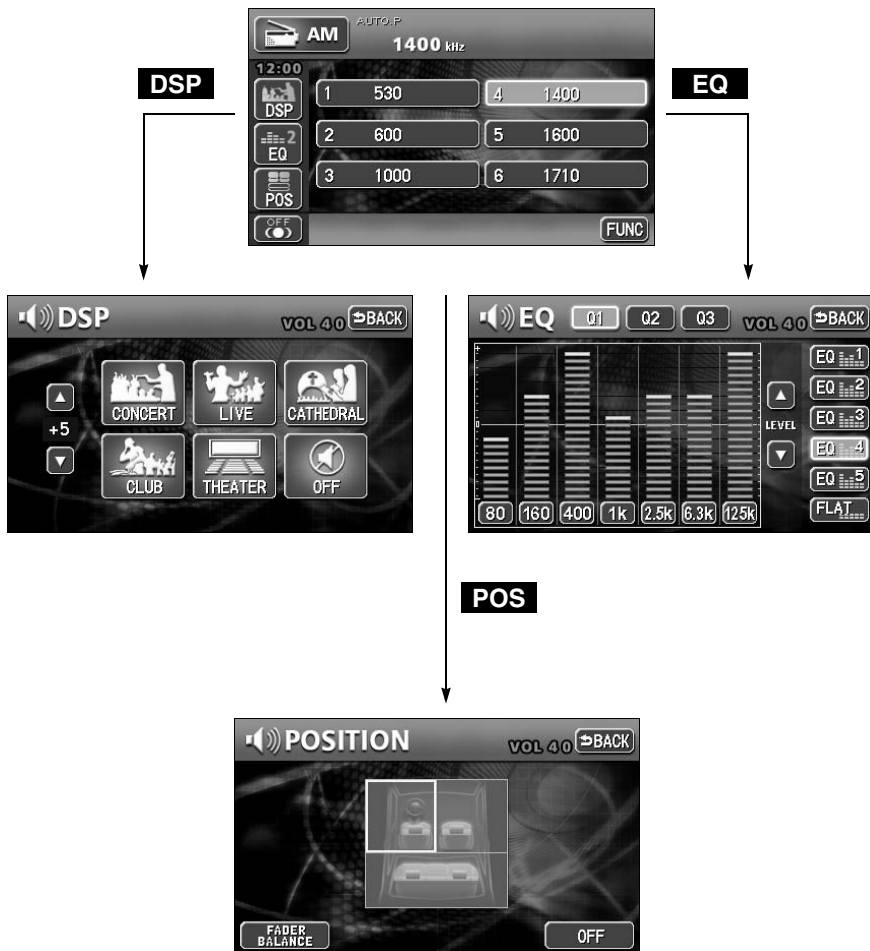 AM
AUTO.P
1400 kHz
12:00
DSP
EQ
DSP
1 530
4 1400
2 EQ
2 600
5 1600
3 1000
6 1710
POS
OFF
FUNC
DSP
VOL 40
BACK
EQ
Q1
Q2
Q3
VOL 40
BACK
+5
CONCERT
LIVE
CATHEDRAL
CLUB
THEATER
OFF
+
0
-
80
160
400
1k
2.5k
6.3k
125k
LEVEL
EQ 1
EQ 2
EQ 3
EQ 4
EQ 5
FLAT
POS
POSITION
VOL 40
BACK
FADER
BALANCE
OFF